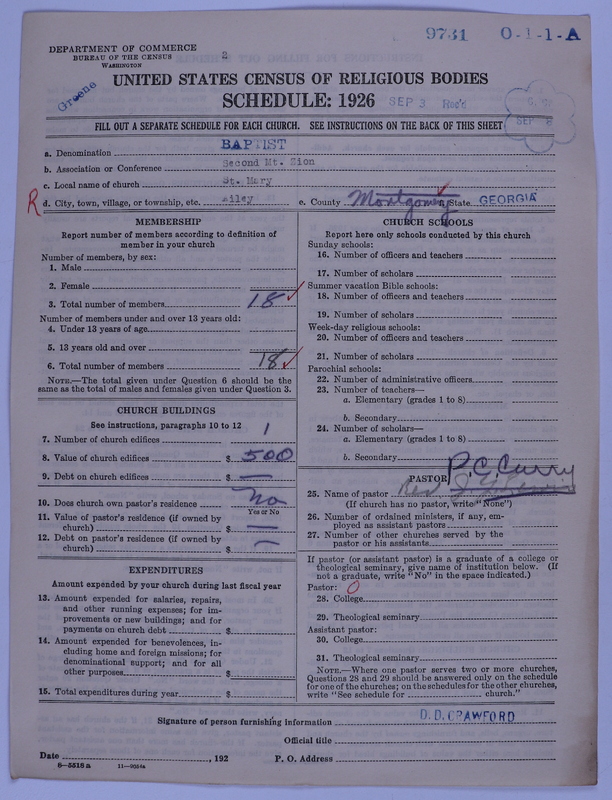 9731 O-1-1-A
DEPARTMENT OF COMMERCE
BUREAU OF THE CENSUS
WASHINGTON
2
Greene
UNITED STATES CENSUS OF RELIGIOUS BODIES
SCHEDULE: 1926
SEP 3 Rec'd
SEP 8
FILL OUT A SEPARATE SCHEDULE FOR EACH CHURCH. SEE INSTRUCTIONS ON THE BACK OF THIS SHEET
a. Denomination BAPTIST
b. Association or Conference Second Mt. Zion
c. Local name of church St. Mary
R d. City, town, village, or township, etc. Ailey e. County Montgomery State GEORGIA
MEMBERSHIP
Report number of members according to definition of
member in your church
Number of members, by sex:
1. Male
2. Female
3. Total number of members 18
Number of members under and over 13 years old:
4. Under 13 years of age
5. 13 years old and over
6. Total number of members 18
NOTE.—The total given under Question 6 should be the
same as the total of males and females given under Question 3.
CHURCH BUILDINGS
See instructions, paragraphs 10 to 12
7. Number of church edifices 1
8. Value of church edifices $ 500
9. Debt on church edifices $ —
10. Does church own pastor's residence No
Yes or No
11. Value of pastor's residence (if owned by
church) $ —
12. Debt on pastor's residence (if owned by
church) $ —
EXPENDITURES
Amount expended by your church during last fiscal year
13. Amount expended for salaries, repairs,
and other running expenses; for im-
provements or new buildings; and for
payments on church debt $
14. Amount expended for benevolences, in-
cluding home and foreign missions; for
denominational support; and for all
other purposes $
15. Total expenditures during year $
CHURCH SCHOOLS
Report here only schools conducted by this church
Sunday schools:
16. Number of officers and teachers
17. Number of scholars
Summer vacation Bible schools:
18. Number of officers and teachers
19. Number of scholars
Week-day religious schools:
20. Number of officers and teachers
21. Number of scholars
Parochial schools:
22. Number of administrative officers
23. Number of teachers—
a. Elementary (grades 1 to 8)
b. Secondary
24. Number of scholars—
a. Elementary (grades 1 to 8)
b. Secondary
PASTOR P. C. Curry
25. Name of pastor Rev. J.
(If church has no pastor, write "None")
26. Number of ordained ministers, if any, em-
ployed as assistant pastors
27. Number of other churches served by the
pastor or his assistants
If pastor (or assistant pastor) is a graduate of a college or
theological seminary, give name of institution below. (If
not a graduate, write "No" in the space indicated.)
Pastor: O
28. College
29. Theological seminary
Assistant pastor:
30. College
31. Theological seminary
NOTE.—Where one pastor serves two or more churches,
Questions 28 and 29 should be answered only on the schedule
for one of the churches; on the schedules for the other churches,
write "See schedule for church."
Signature of person furnishing information D. D. CRAWFORD
Official title
Date , 192 P. O. Address
8-5518a 11-9036a